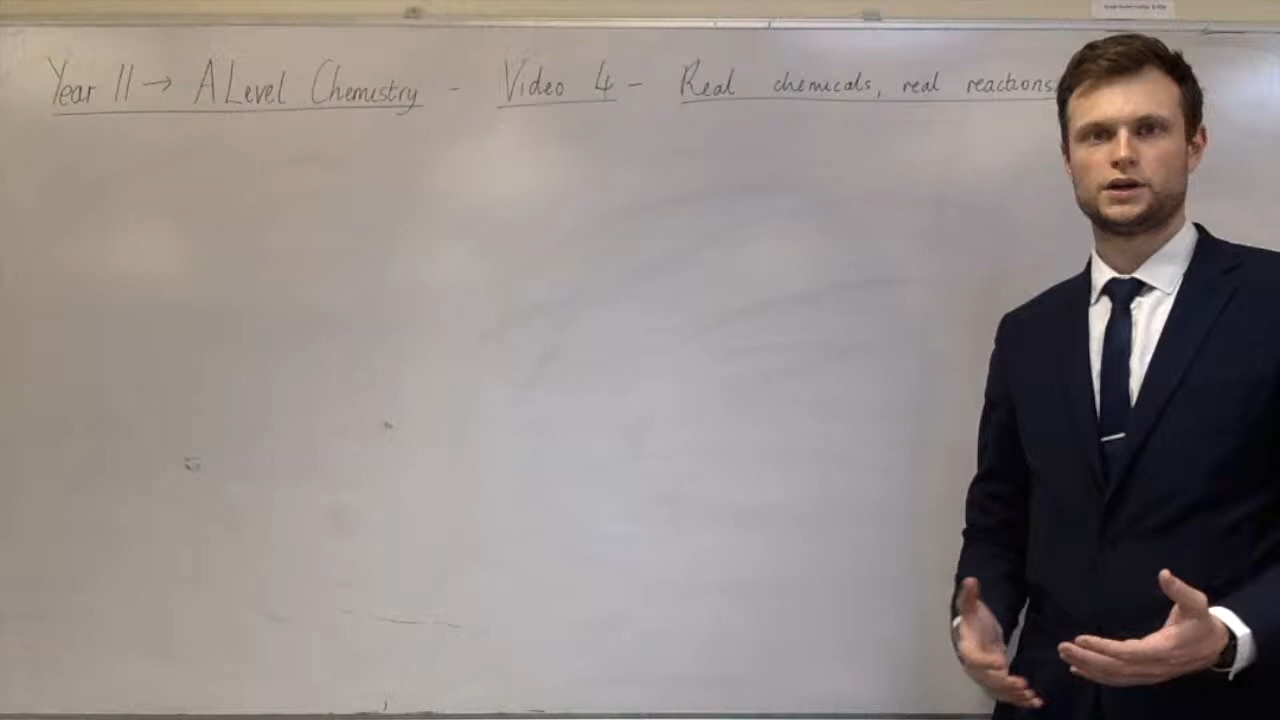 Year 11 → A Level Chemistry - Video 4 - Real chemicals, real reactions